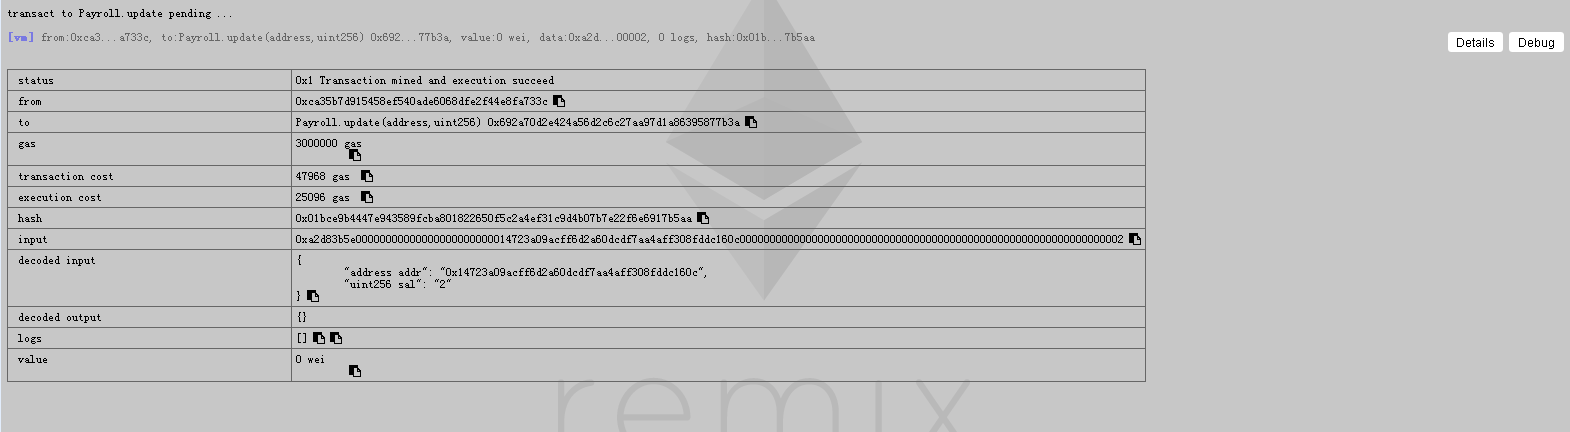 transact to Payroll.update pending ...
[vm] from:0xca3...a733c, to:Payroll.update(address,uint256) 0x692...77b3a, value:0 wei, data:0xa2d...00002, 0 logs, hash:0x01b...7b5aa
Details Debug
status 0x1 Transaction mined and execution succeed
from 0xca35b7d915458ef540ade6068dfe2f44e8fa733c
to Payroll.update(address,uint256) 0x692a70d2e424a56d2c6c27aa97d1a86395877b3a
gas 3000000 gas
transaction cost 47968 gas
execution cost 25096 gas
hash 0x01bce9b4447e943589fcba801822650f5c2a4ef31c9d4b07b7e22f6e6917b5aa
input 0xa2d83b5e00000000000000000000000014723a09acff6d2a60dcdf7aa4aff308fddc160c0000000000000000000000000000000000000000000000000000000000000002
decoded input {
"address addr": "0x14723a09acff6d2a60dcdf7aa4aff308fddc160c",
"uint256 sal": "2"
}
decoded output {}
logs []
value 0 wei
remix